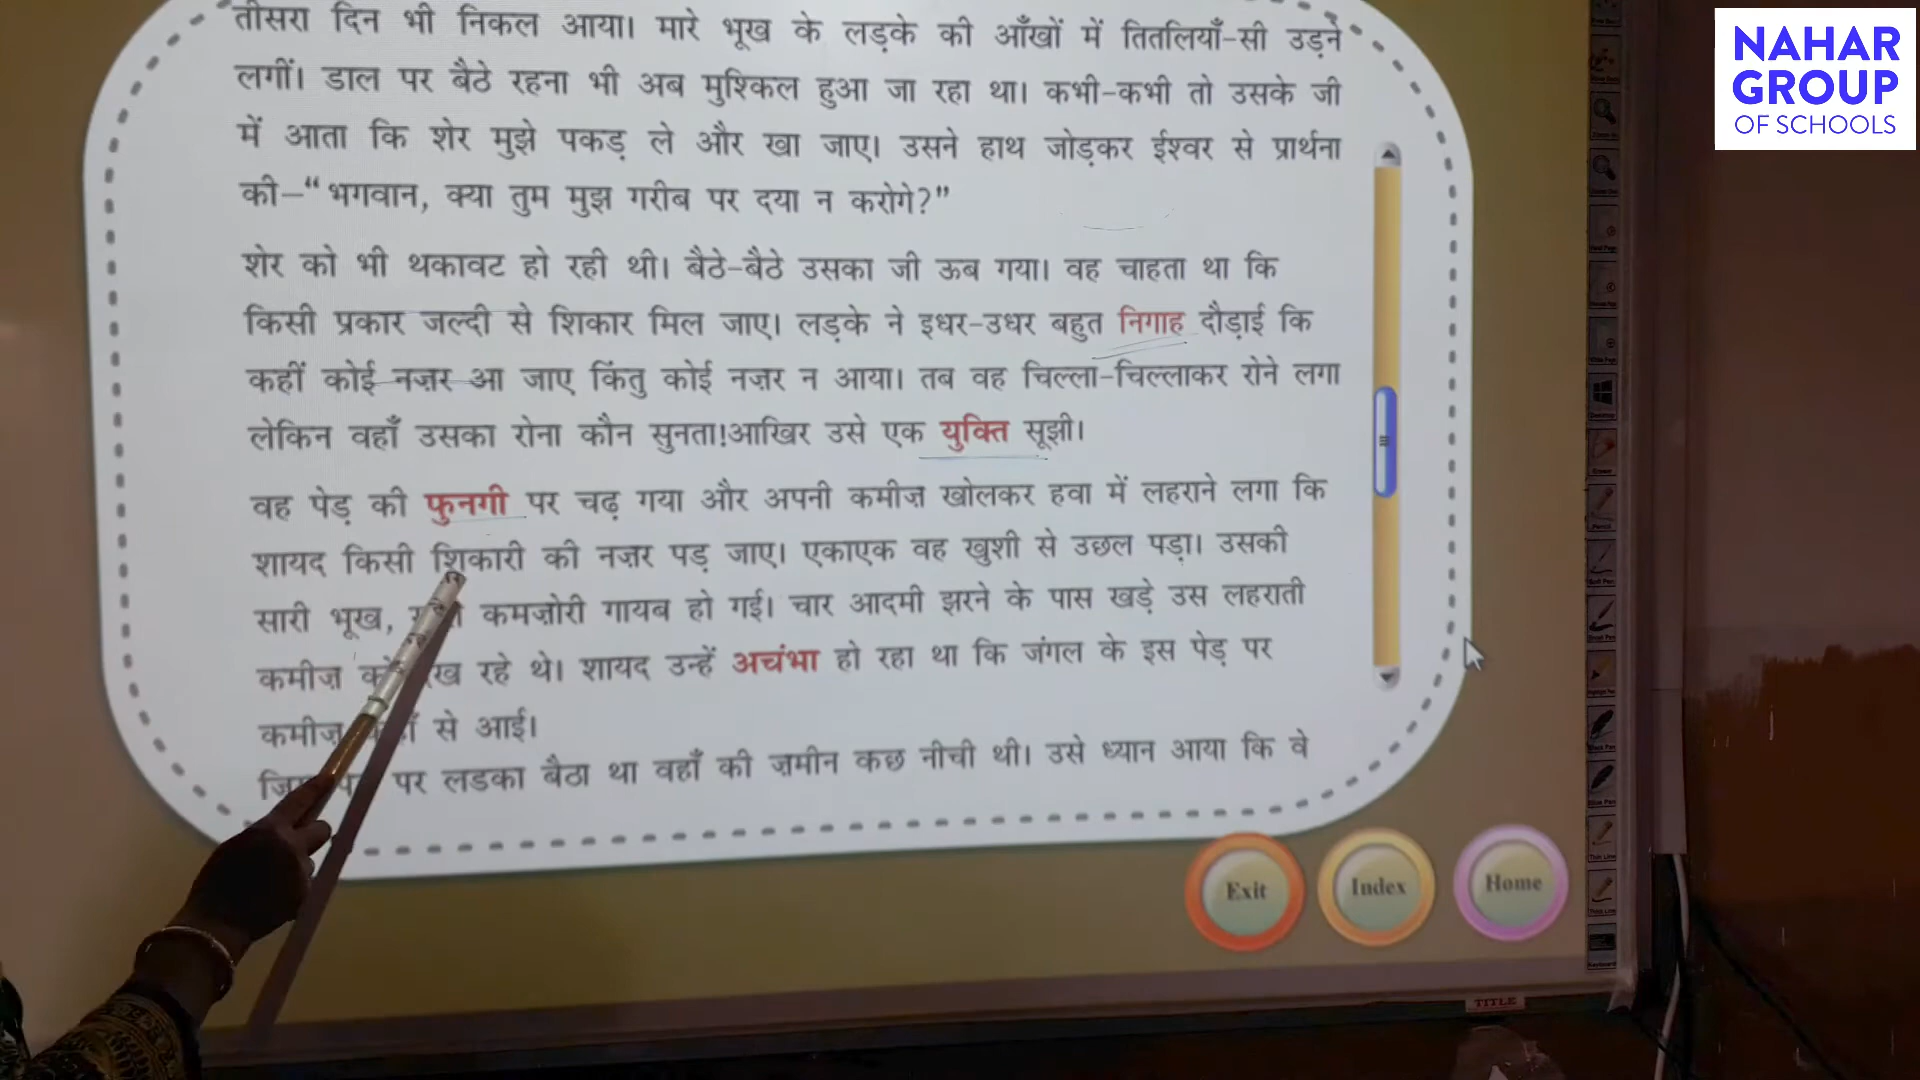 तीसरा दिन भी निकल आया। मारे भूख के लड़के की आँखों में तितलियाँ-सी उड़ने
लगीं। डाल पर बैठे रहना भी अब मुश्किल हुआ जा रहा था। कभी-कभी तो उसके जी
में आता कि शेर मुझे पकड़ ले और खा जाए। उसने हाथ जोड़कर ईश्वर से प्रार्थना
की—“भगवान, क्या तुम मुझ गरीब पर दया न करोगे?”
शेर को भी थकावट हो रही थी। बैठे-बैठे उसका जी ऊब गया। वह चाहता था कि
किसी प्रकार जल्दी से शिकार मिल जाए। लड़के ने इधर-उधर बहुत निगाह दौड़ाई कि
कहीं कोई नज़र आ जाए किंतु कोई नज़र न आया। तब वह चिल्ला-चिल्लाकर रोने लगा
लेकिन वहाँ उसका रोना कौन सुनता!आखिर उसे एक युक्ति सूझी।
वह पेड़ की फुनगी पर चढ़ गया और अपनी कमीज़ खोलकर हवा में लहराने लगा कि
शायद किसी शिकारी की नज़र पड़ जाए। एकाएक वह खुशी से उछल पड़ा। उसकी
सारी भूख, कमज़ोरी गायब हो गई। चार आदमी झरने के पास खड़े उस लहराती
कमीज़ रहे थे। शायद उन्हें अचंभा हो रहा था कि जंगल के इस पेड़ पर
कमीज़ से आई।
पर लडका बैठा था वहाँ की ज़मीन कछ नीची थी। उसे ध्यान आया कि वे
Exit
Index
Home
TITLE
NAHAR
GROUP
OF SCHOOLS